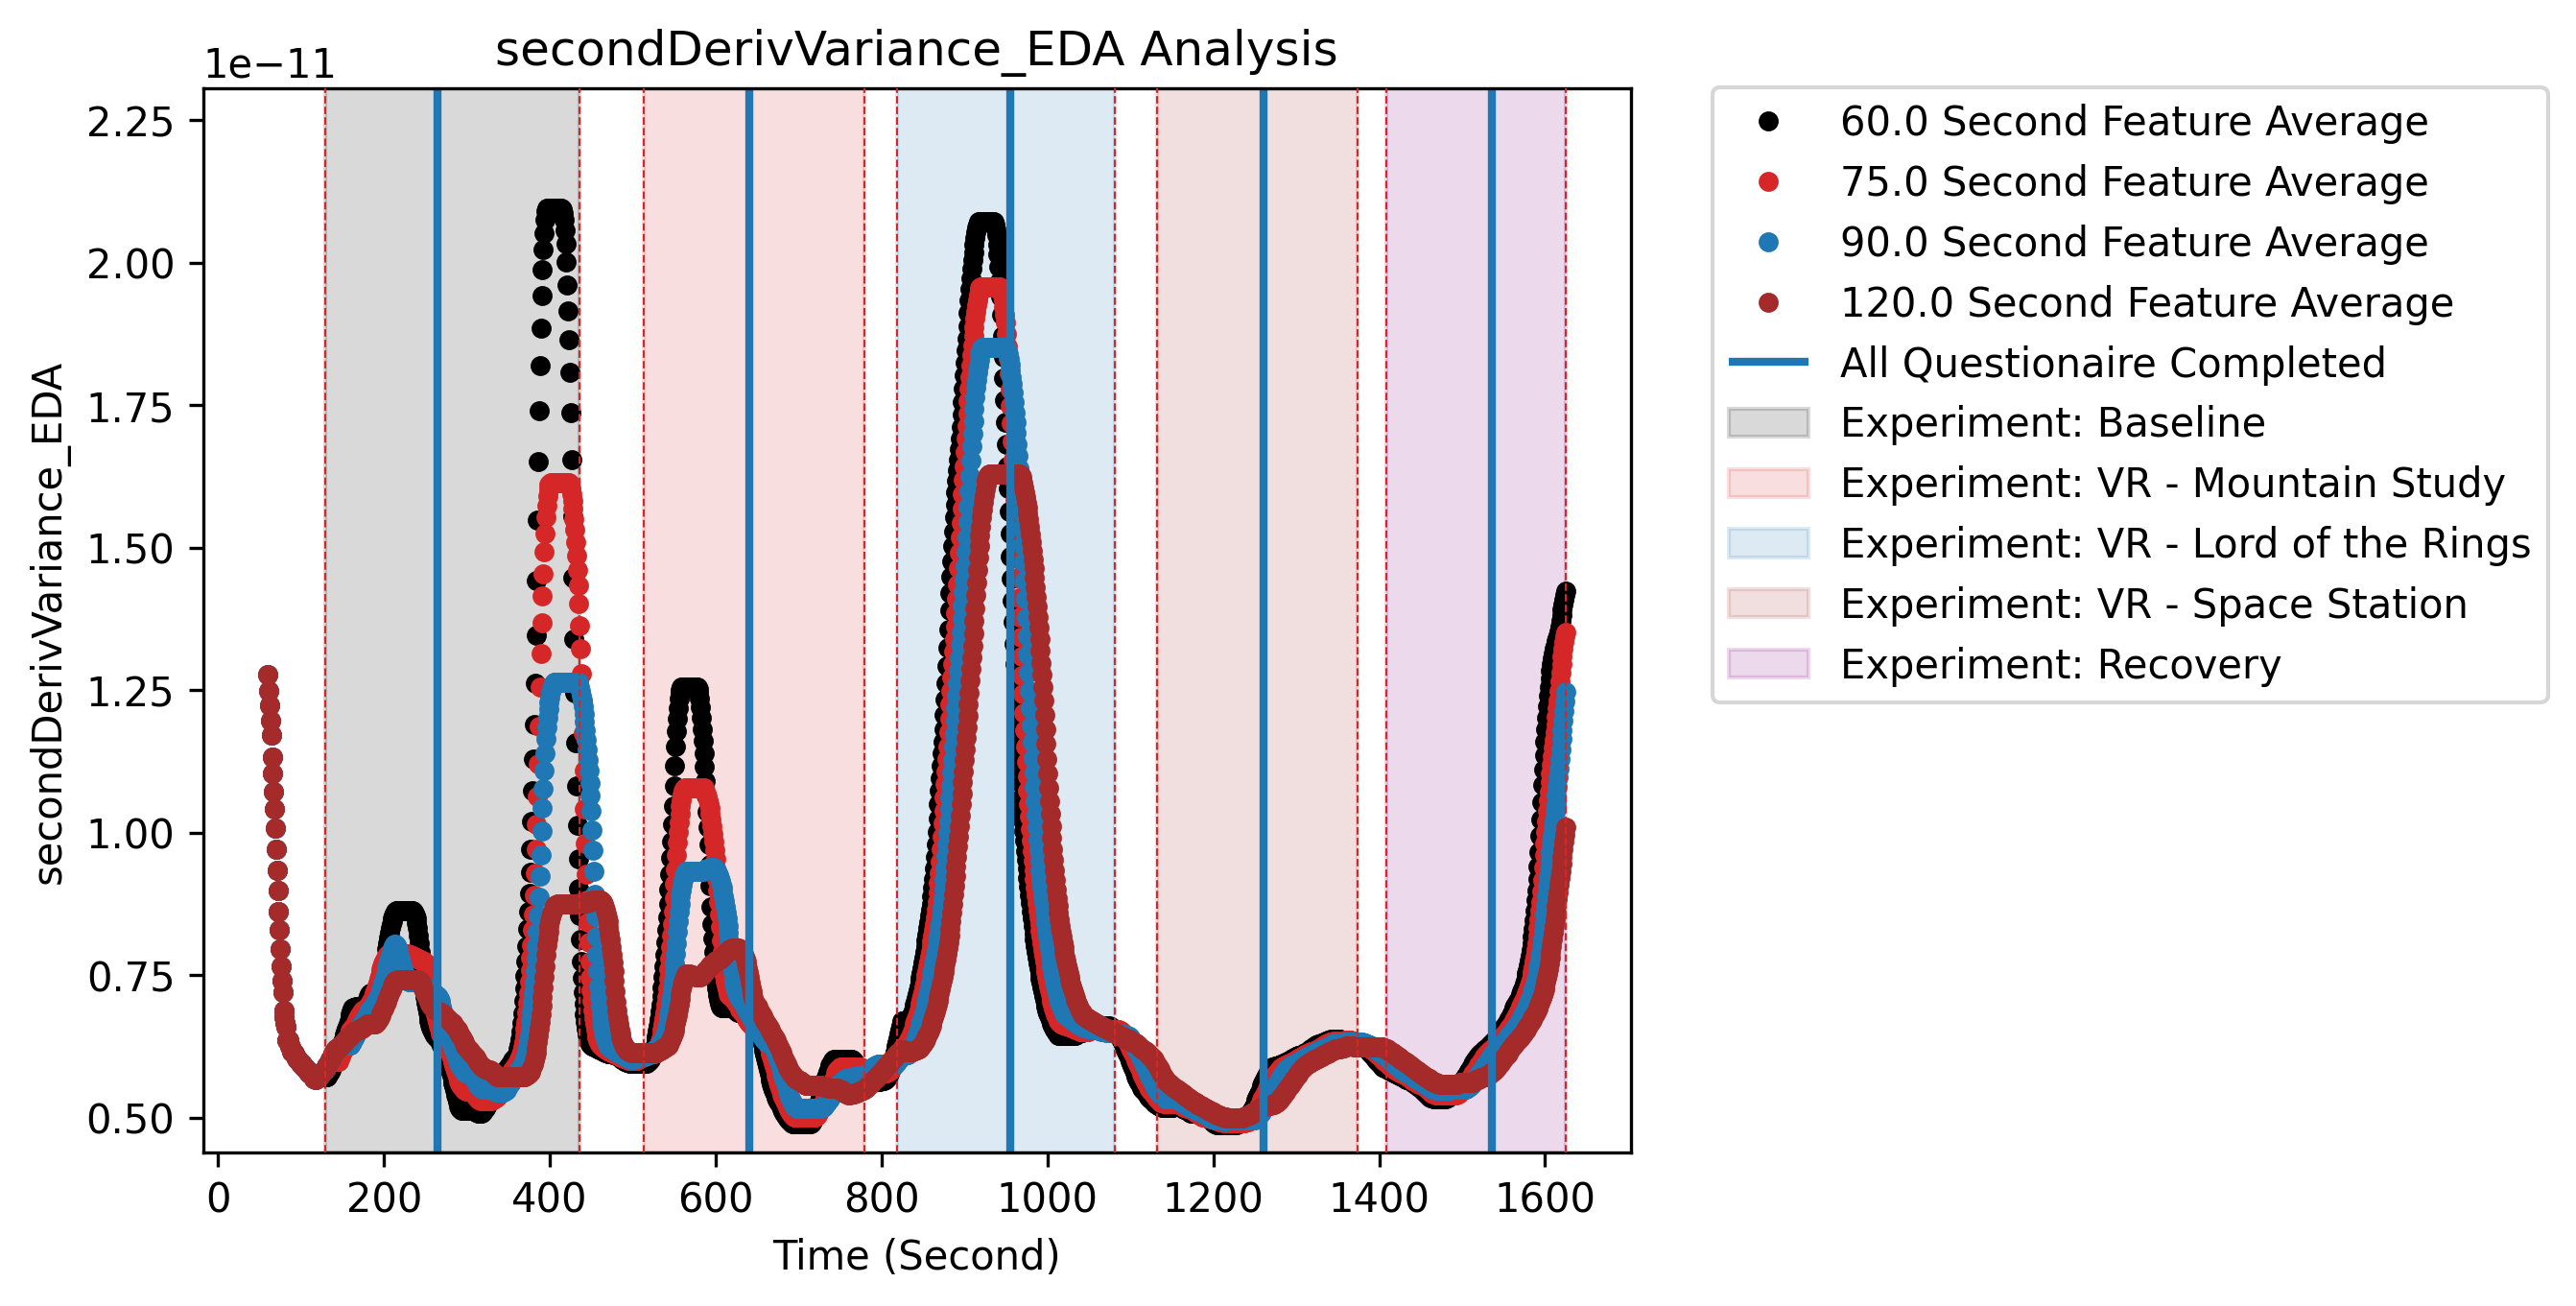 secondDerivVariance_EDA Analysis
1e−11
2.25
2.00
1.75
1.50
1.25
1.00
0.75
0.50
secondDerivVariance_EDA
0 200 400 600 800 1000 1200 1400 1600
Time (Second)
60.0 Second Feature Average
75.0 Second Feature Average
90.0 Second Feature Average
120.0 Second Feature Average
All Questionaire Completed
Experiment: Baseline
Experiment: VR - Mountain Study
Experiment: VR - Lord of the Rings
Experiment: VR - Space Station
Experiment: Recovery